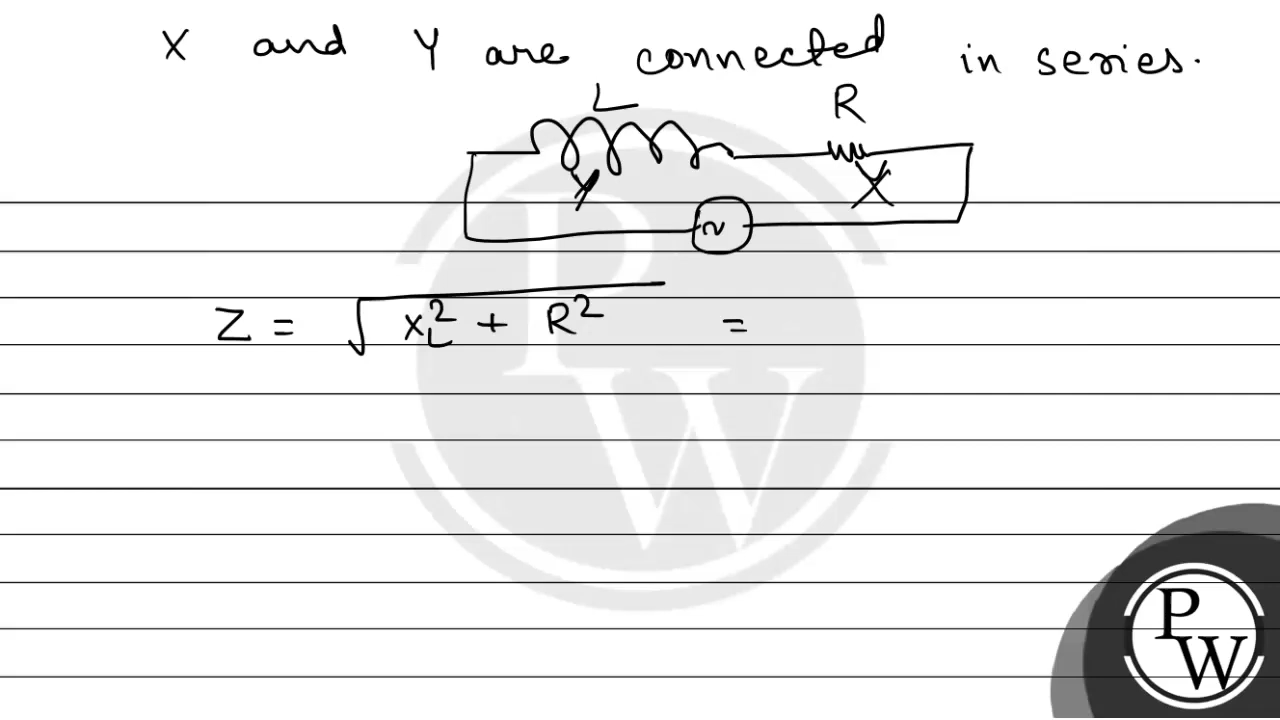 X and Y are connected in series.
L
R
Y
X
~
Z = √ X_L² + R² =
P
W
P
W